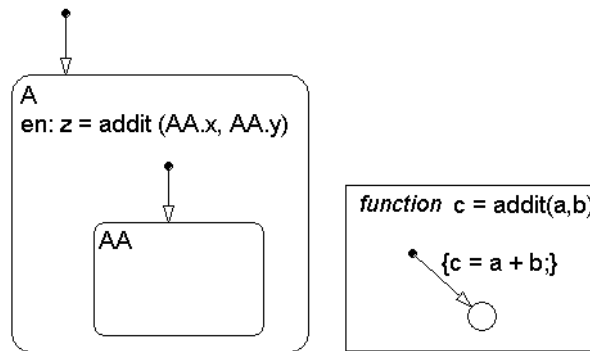 A
en: z = addit (AA.x, AA.y)
AA
function c = addit(a,b)
{c = a + b;}